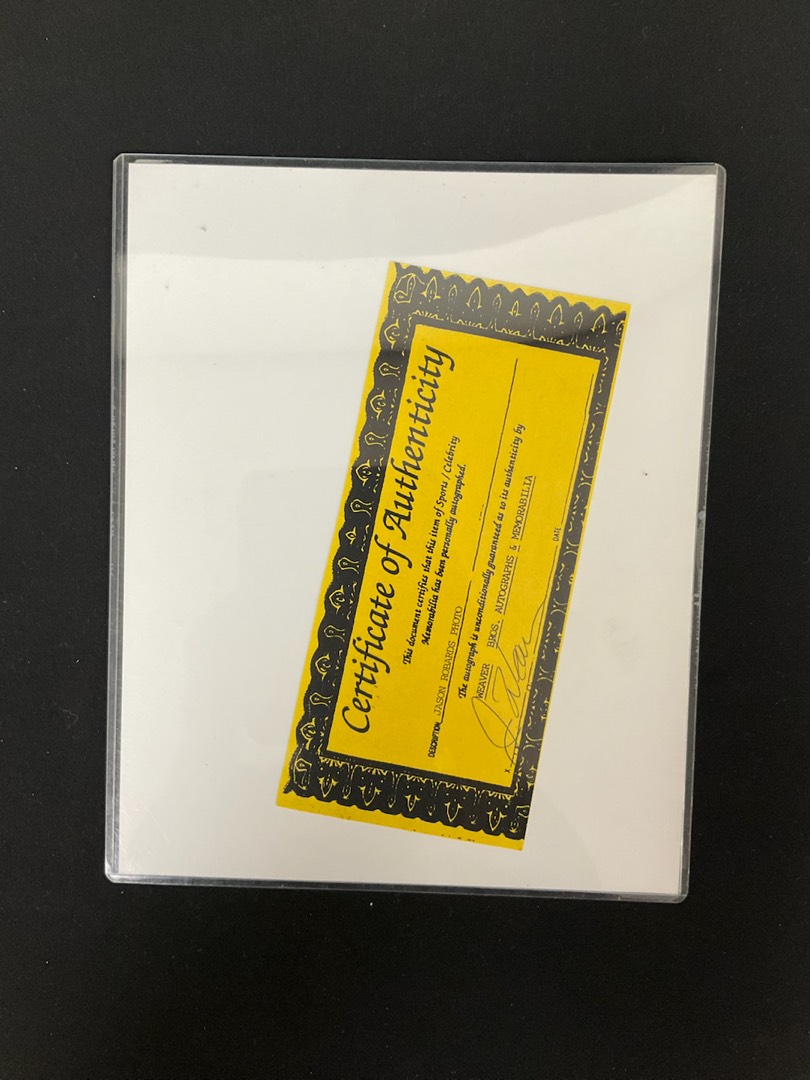 Certificate of Authenticity
This document certifies that this item of Sports / Celebrity
Memorabilia has been personally autographed.
DESCRIPTION JASON ROBARDS PHOTO
The autograph is unconditionally guaranteed as to its authenticity by
WEAVER BROS. AUTOGRAPHS & MEMORABILIA
X DATE